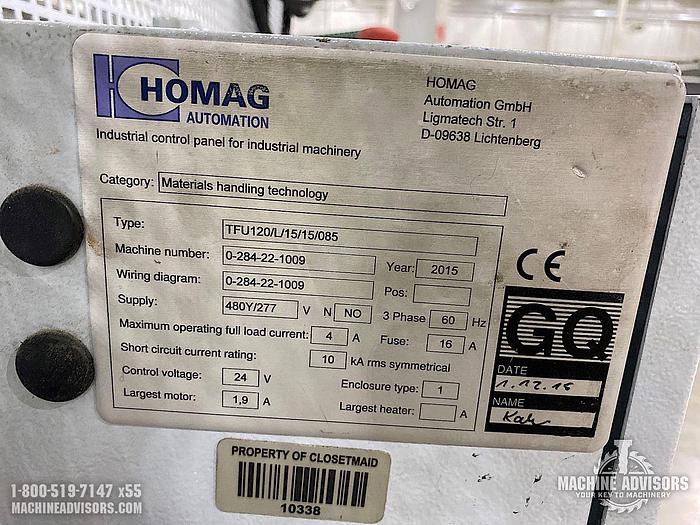 HOMAG
AUTOMATION
HOMAG
Automation GmbH
Ligmatech Str. 1
D-09638 Lichtenberg
Industrial control panel for industrial machinery
Category: Materials handling technology
Type: TFU120/L/15/15/085
Machine number: 0-284-22-1009 Year: 2015
Wiring diagram: 0-284-22-1009 Pos:
Supply: 480Y/277 V N NO 3 Phase 60 Hz
Maximum operating full load current: 4 A Fuse: 16 A
Short circuit current rating: 10 kA rms symmetrical
Control voltage: 24 V Enclosure type: 1
Largest motor: 1,9 A Largest heater: A
CE
GQ
DATE
NAME
PROPERTY OF CLOSETMAID
10338
1-800-519-7147 x55
MACHINEADVISORS.COM
MACHINE ADVISORS
YOUR KEY TO MACHINERY